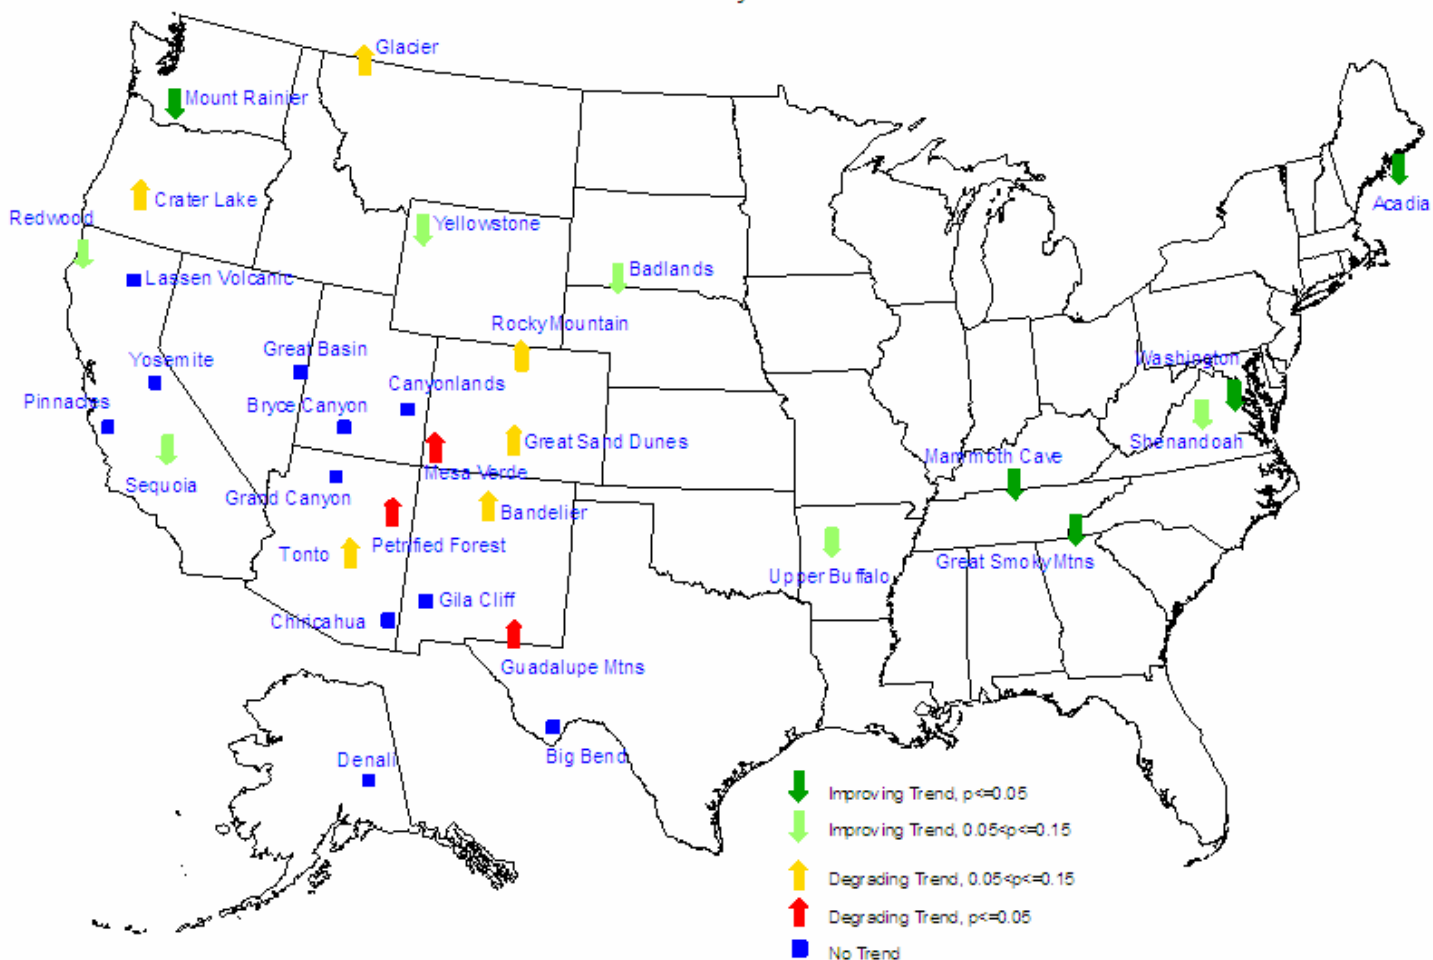 Glacier
Mount Rainier
Crater Lake
Acadia
Redwood
Yellowstone
Lassen Volcanic
Badlands
Rocky Mountain
Great Basin
Yosemite
Washington
Canyonlands
Pinnacles
Bryce Canyon
Great Sand Dunes
Shenandoah
Mammoth Cave
Mesa Verde
Sequoia
Grand Canyon
Bandelier
Petrified Forest
Tonto
Great Smoky Mtns
Upper Buffalo
Gila Cliff
Chiricahua
Guadalupe Mtns
Big Bend
Denali
Improving Trend, p<=0.05
Improving Trend, 0.05<p<=0.15
Degrading Trend, 0.05<p<=0.15
Degrading Trend, p<=0.05
No Trend